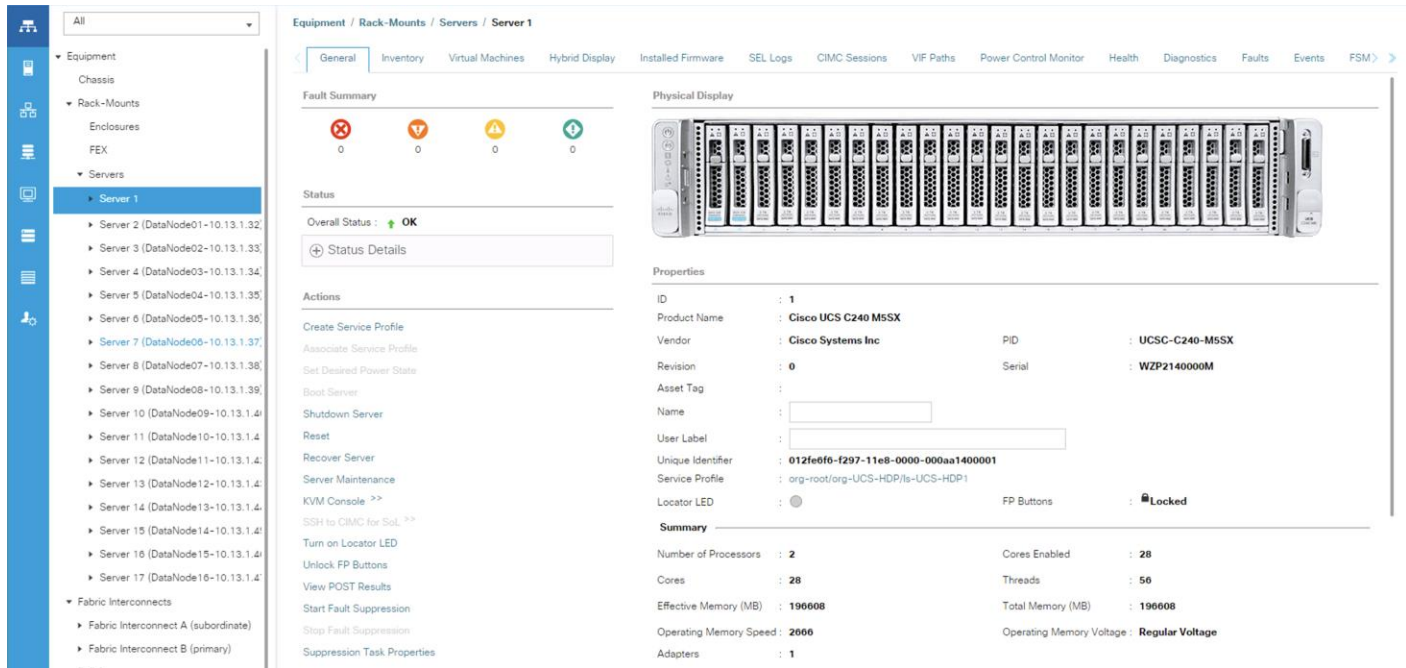 All
Equipment / Rack-Mounts / Servers / Server 1
Equipment
Chassis
Rack-Mounts
Enclosures
FEX
Servers
Server 1
Server 2 (DataNode01-10.13.1.32)
Server 3 (DataNode02-10.13.1.33)
Server 4 (DataNode03-10.13.1.34)
Server 5 (DataNode04-10.13.1.35)
Server 6 (DataNode05-10.13.1.36)
Server 7 (DataNode06-10.13.1.37)
Server 8 (DataNode07-10.13.1.38)
Server 9 (DataNode08-10.13.1.39)
Server 10 (DataNode09-10.13.1.4
Server 11 (DataNode10-10.13.1.4
Server 12 (DataNode11-10.13.1.4
Server 13 (DataNode12-10.13.1.4
Server 14 (DataNode13-10.13.1.4
Server 15 (DataNode14-10.13.1.4
Server 16 (DataNode15-10.13.1.4
Server 17 (DataNode16-10.13.1.4
Fabric Interconnects
Fabric Interconnect A (subordinate)
Fabric Interconnect B (primary)
General Inventory Virtual Machines Hybrid Display Installed Firmware SEL Logs CIMC Sessions VIF Paths Power Control Monitor Health Diagnostics Faults Events FSM
Fault Summary
0 0 0 0
Status
Overall Status : OK
Status Details
Actions
Create Service Profile
Associate Service Profile
Set Desired Power State
Boot Server
Shutdown Server
Reset
Recover Server
Server Maintenance
KVM Console >>
SSH to CIMC for SoL >>
Turn on Locator LED
Unlock FP Buttons
View POST Results
Start Fault Suppression
Stop Fault Suppression
Suppression Task Properties
Physical Display
Properties
ID : 1
Product Name : Cisco UCS C240 M5SX
Vendor : Cisco Systems Inc PID : UCSC-C240-M5SX
Revision : 0 Serial : WZP2140000M
Asset Tag :
Name :
User Label :
Unique Identifier : 012fe6f6-f297-11e8-0000-000aa1400001
Service Profile : org-root/org-UCS-HDP/ls-UCS-HDP1
Locator LED : FP Buttons : Locked
Summary
Number of Processors : 2 Cores Enabled : 28
Cores : 28 Threads : 56
Effective Memory (MB) : 196608 Total Memory (MB) : 196608
Operating Memory Speed : 2666 Operating Memory Voltage : Regular Voltage
Adapters : 1